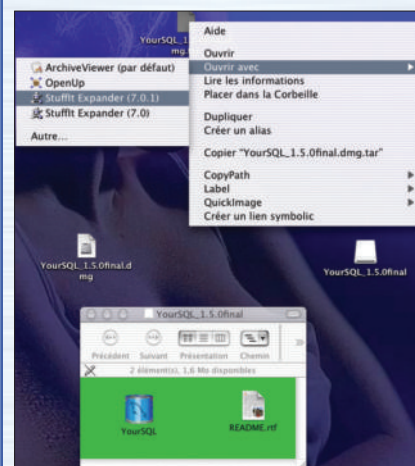 YourSQL_1.
mg.t
Aide
Ouvrir
Ouvrir avec
Lire les informations
Placer dans la Corbeille
Dupliquer
Créer un alias
Copier “YourSQL_1.5.0final.dmg.tar”
CopyPath
Label
QuickImage
Créer un lien symbolic
ArchiveViewer (par défaut)
OpenUp
StuffIt Expander (7.0.1)
StuffIt Expander (7.0)
Autre...
YourSQL_1.5.0final.d
mg
YourSQL_1.5.0final
YourSQL_1.5.0final
Précédent Suivant Présentation Chemin
2 élément(s), 1,6 Mo disponibles
YourSQL
README.rtf